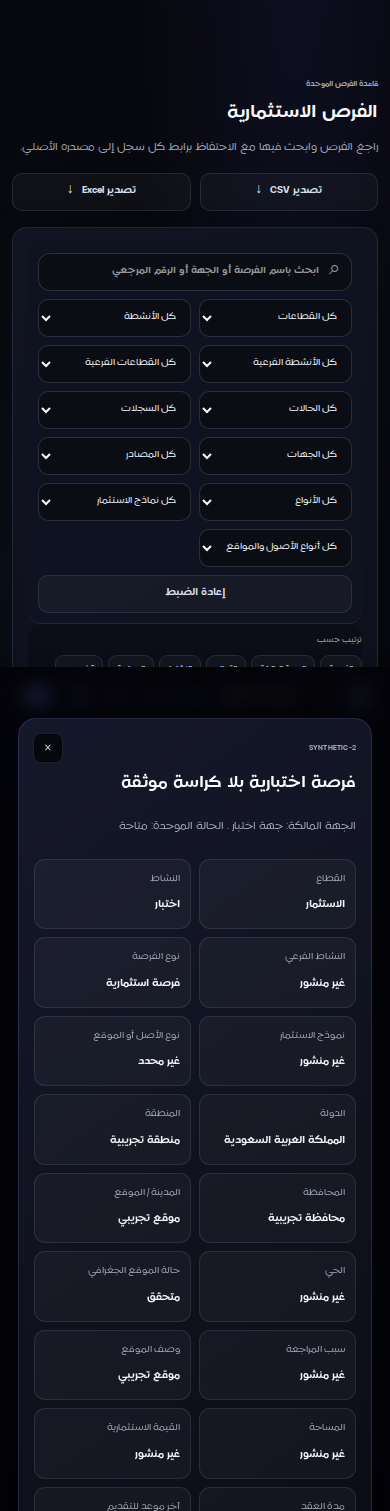 قاعدة الفرص الموحدة
الفرص الاستثمارية
راجع الفرص وابحث فيها مع الاحتفاظ برابط كل سجل إلى مصدره الأصلي.
تصدير CSV ↓
تصدير Excel ↓
ابحث باسم الفرصة أو الجهة أو الرقم المرجعي
كل القطاعات
كل الأنشطة
كل الأنشطة الفرعية
كل القطاعات الفرعية
كل الحالات
كل السجلات
كل الجهات
كل المصادر
كل الأنواع
كل نماذج الاستثمار
كل أنواع الأصول والمواقع
إعادة الضبط
ترتيب حسب
SYNTHETIC-2
×
فرصة اختبارية بلا كراسة موثقة
الجهة المالكة: جهة اختبار . الحالة الموحدة: متاحة
القطاع
الاستثمار
النشاط
اختبار
النشاط الفرعي
غير منشور
نوع الفرصة
فرصة استثمارية
نموذج الاستثمار
غير منشور
نوع الأصل أو الموقع
غير محدد
الدولة
المملكة العربية السعودية
المنطقة
منطقة تجريبية
المحافظة
محافظة تجريبية
المدينة / الموقع
موقع تجريبي
الحي
غير منشور
حالة الموقع الجغرافي
متحقق
سبب المراجعة
غير منشور
وصف الموقع
موقع تجريبي
المساحة
غير منشور
القيمة الاستثمارية
غير منشور
مدة العقد
آخر موعد للتقديم